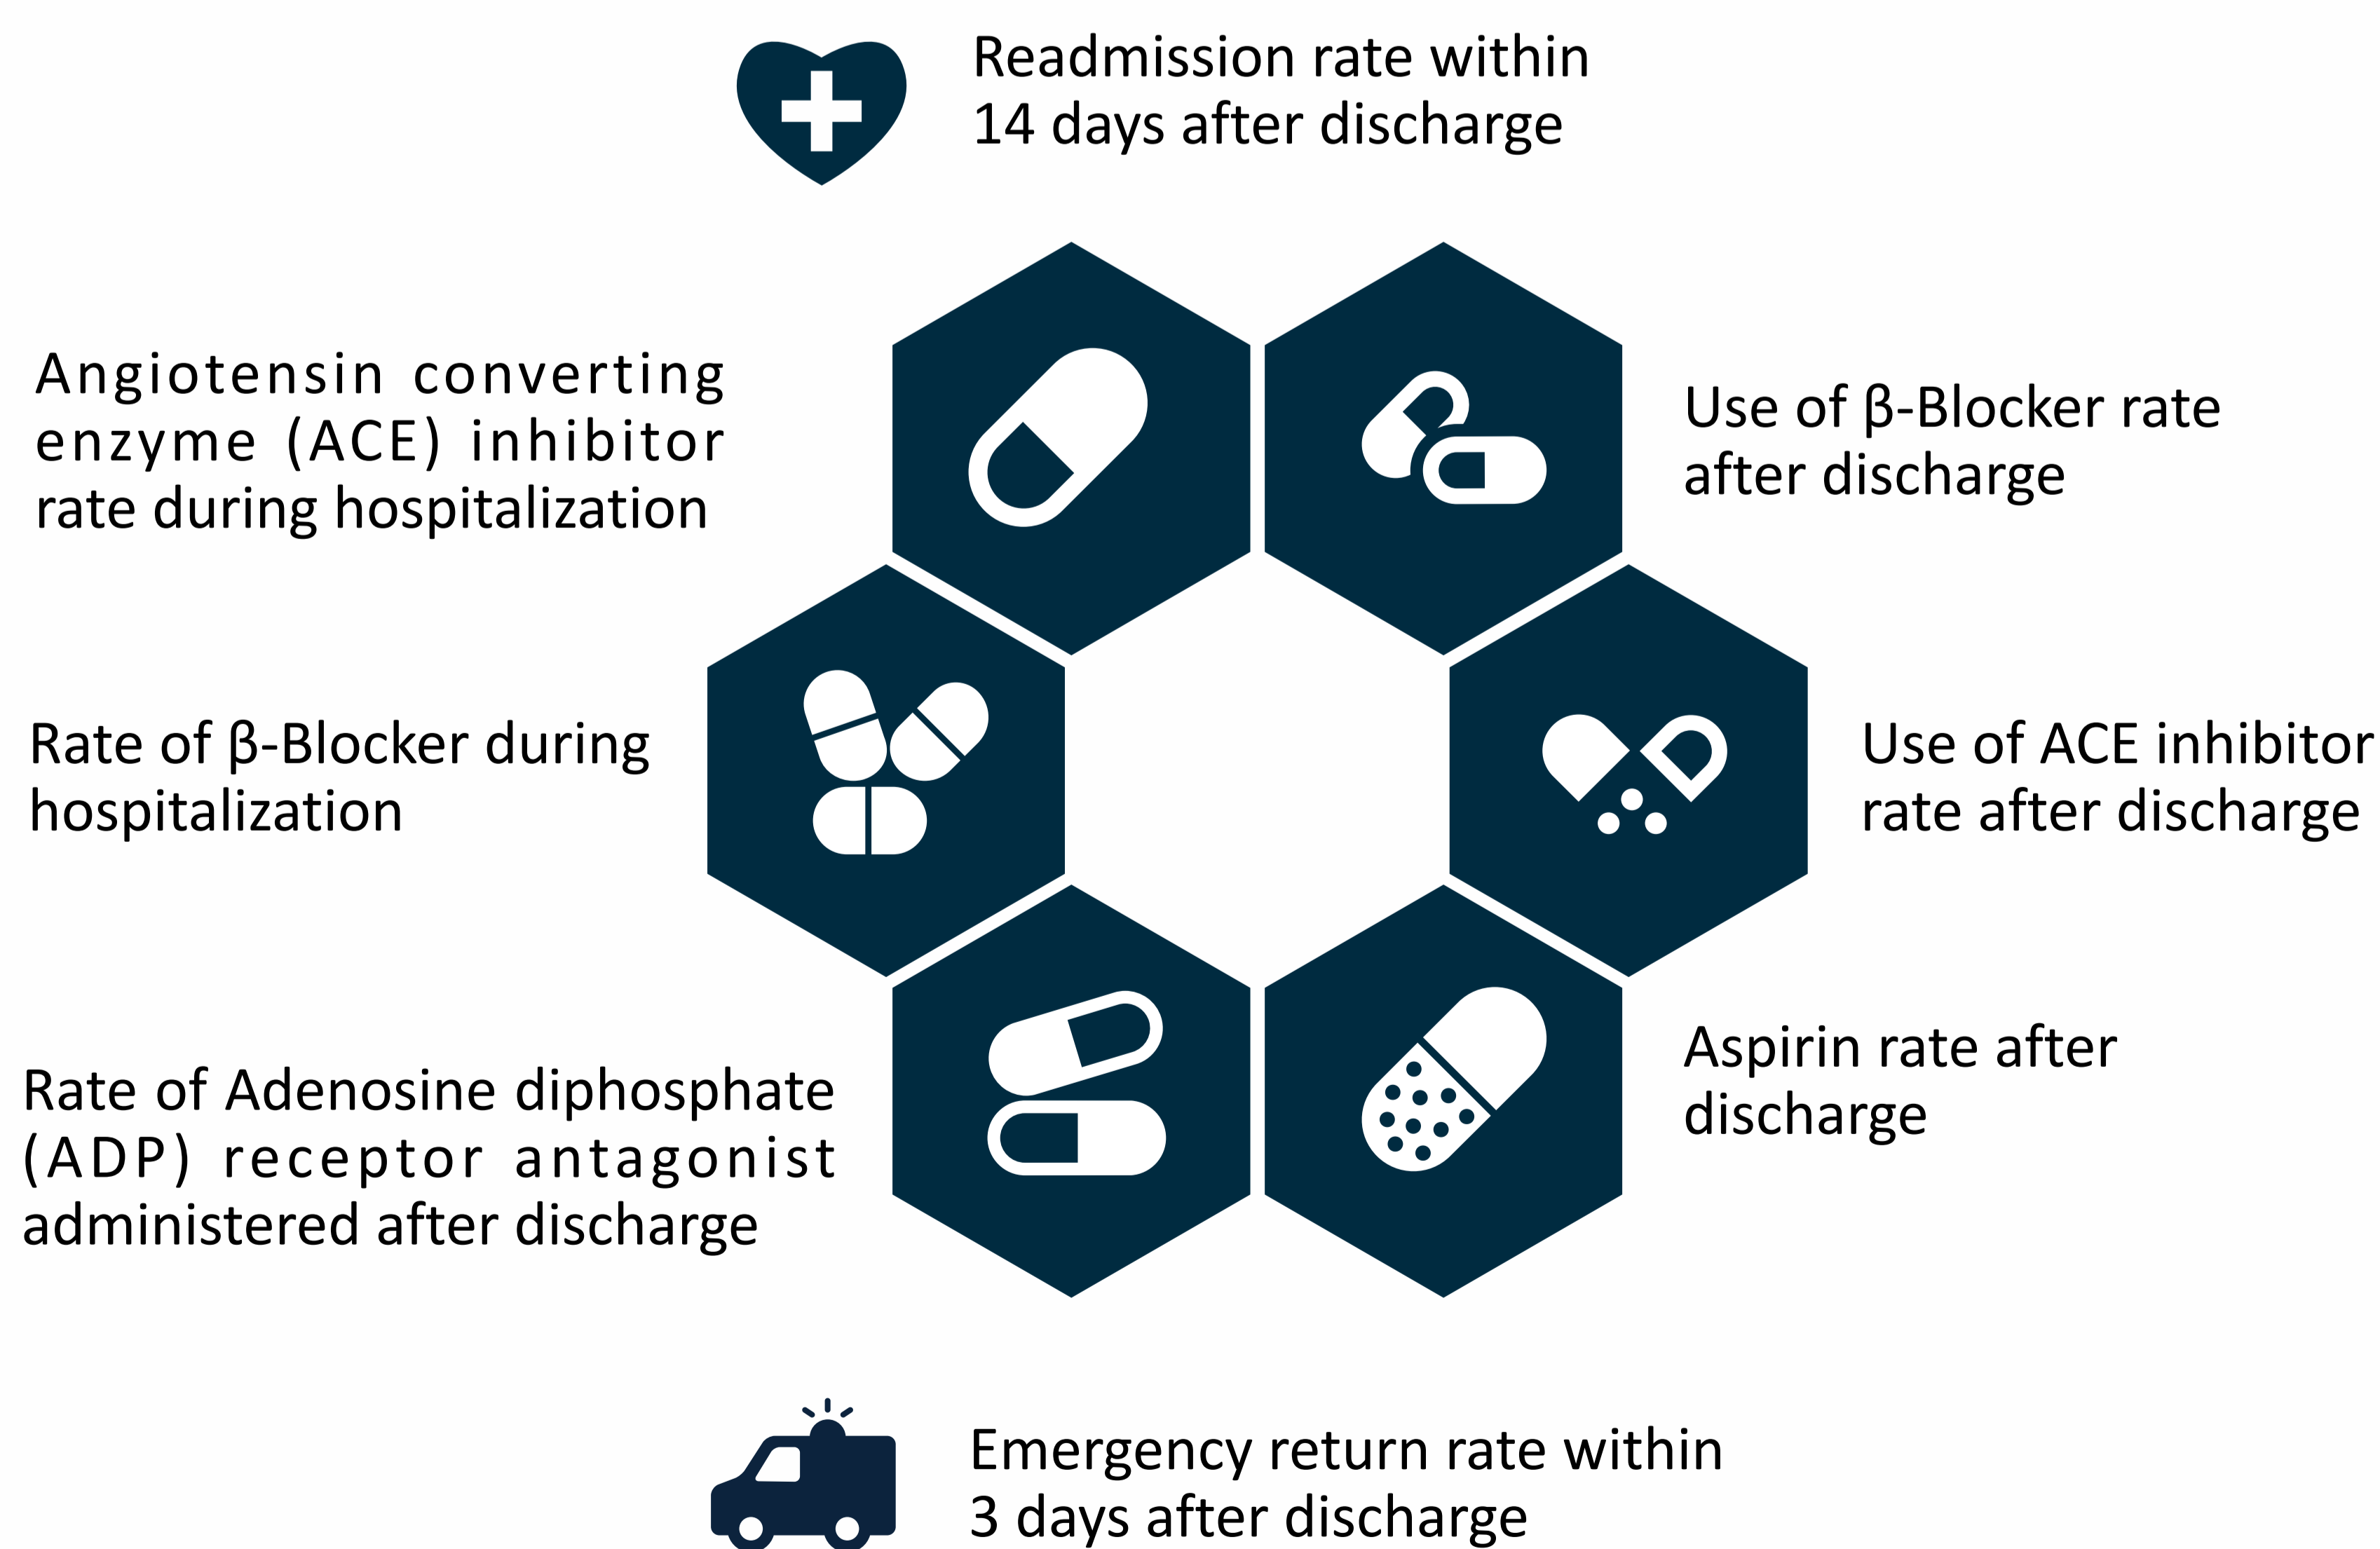 Readmission rate within
14 days after discharge
Angiotensin converting
enzyme (ACE) inhibitor
rate during hospitalization
Use of β-Blocker rate
after discharge
Rate of β-Blocker during
hospitalization
Use of ACE inhibitor
rate after discharge
Rate of Adenosine diphosphate
(ADP) receptor antagonist
administered after discharge
Aspirin rate after
discharge
Emergency return rate within
3 days after discharge